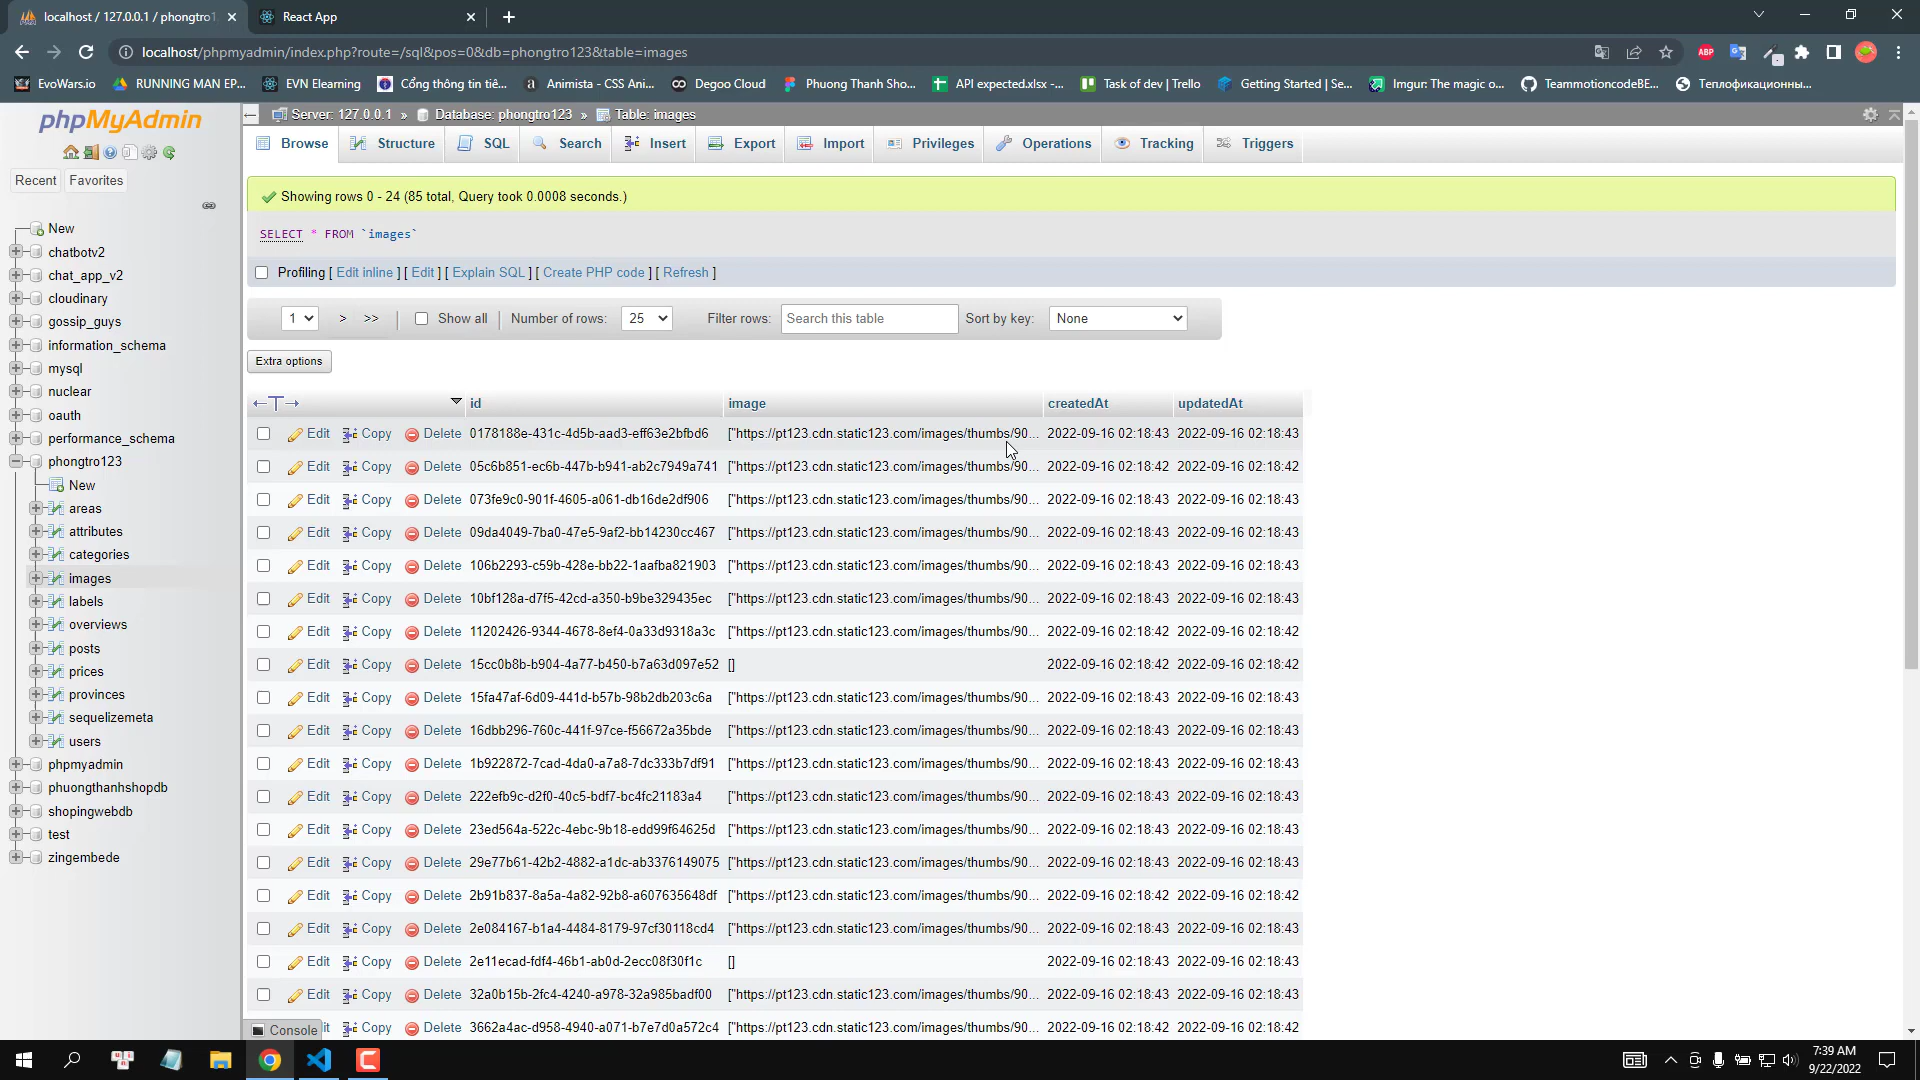 localhost / 127.0.0.1 / phongtro1
React App
localhost/phpmyadmin/index.php?route=/sql&pos=0&db=phongtro123&table=images
ABP
EvoWars.io
RUNNING MAN EP...
EVN Elearning
Cổng thông tin tiê...
Animista - CSS Ani...
Degoo Cloud
Phuong Thanh Sho...
API expected.xlsx -...
Task of dev | Trello
Getting Started | Se...
Imgur: The magic o...
TeammotioncodeBE...
Теплофикационны...
phpMyAdmin
Recent
Favorites
New
chatbotv2
chat_app_v2
cloudinary
gossip_guys
information_schema
mysql
nuclear
oauth
performance_schema
phongtro123
New
areas
attributes
categories
images
labels
overviews
posts
prices
provinces
sequelizemeta
users
phpmyadmin
phuongthanhshopdb
shopingwebdb
test
zingembede
Server: 127.0.0.1 » Database: phongtro123 » Table: images
Browse
Structure
SQL
Search
Insert
Export
Import
Privileges
Operations
Tracking
Triggers
Showing rows 0 - 24 (85 total, Query took 0.0008 seconds.)
SELECT * FROM `images`
Profiling [ Edit inline ] [ Edit ] [ Explain SQL ] [ Create PHP code ] [ Refresh ]
1 > >> | Show all | Number of rows: 25 Filter rows: Search this table Sort by key: None
Extra options
←T→ id image createdAt updatedAt
Edit Copy Delete 0178188e-431c-4d5b-aad3-eff63e2bfbd6 ["https://pt123.cdn.static123.com/images/thumbs/90... 2022-09-16 02:18:43 2022-09-16 02:18:43
Edit Copy Delete 05c6b851-ec6b-447b-b941-ab2c7949a741 ["https://pt123.cdn.static123.com/images/thumbs/90... 2022-09-16 02:18:42 2022-09-16 02:18:42
Edit Copy Delete 073fe9c0-901f-4605-a061-db16de2df906 ["https://pt123.cdn.static123.com/images/thumbs/90... 2022-09-16 02:18:43 2022-09-16 02:18:43
Edit Copy Delete 09da4049-7ba0-47e5-9af2-bb14230cc467 ["https://pt123.cdn.static123.com/images/thumbs/90... 2022-09-16 02:18:43 2022-09-16 02:18:43
Edit Copy Delete 106b2293-c59b-428e-bb22-1aafba821903 ["https://pt123.cdn.static123.com/images/thumbs/90... 2022-09-16 02:18:43 2022-09-16 02:18:43
Edit Copy Delete 10bf128a-d7f5-42cd-a350-b9be329435ec ["https://pt123.cdn.static123.com/images/thumbs/90... 2022-09-16 02:18:43 2022-09-16 02:18:43
Edit Copy Delete 11202426-9344-4678-8ef4-0a33d9318a3c ["https://pt123.cdn.static123.com/images/thumbs/90... 2022-09-16 02:18:42 2022-09-16 02:18:42
Edit Copy Delete 15cc0b8b-b904-4a77-b450-b7a63d097e52 [] 2022-09-16 02:18:42 2022-09-16 02:18:42
Edit Copy Delete 15fa47af-6d09-441d-b57b-98b2db203c6a ["https://pt123.cdn.static123.com/images/thumbs/90... 2022-09-16 02:18:43 2022-09-16 02:18:43
Edit Copy Delete 16dbb296-760c-441f-97ce-f56672a35bde ["https://pt123.cdn.static123.com/images/thumbs/90... 2022-09-16 02:18:43 2022-09-16 02:18:43
Edit Copy Delete 1b922872-7cad-4da0-a7a8-7dc333b7df91 ["https://pt123.cdn.static123.com/images/thumbs/90... 2022-09-16 02:18:43 2022-09-16 02:18:43
Edit Copy Delete 222efb9c-d2f0-40c5-bdf7-bc4fc21183a4 ["https://pt123.cdn.static123.com/images/thumbs/90... 2022-09-16 02:18:43 2022-09-16 02:18:43
Edit Copy Delete 23ed564a-522c-4ebc-9b18-edd99f64625d ["https://pt123.cdn.static123.com/images/thumbs/90... 2022-09-16 02:18:43 2022-09-16 02:18:43
Edit Copy Delete 29e77b61-42b2-4882-a1dc-ab3376149075 ["https://pt123.cdn.static123.com/images/thumbs/90... 2022-09-16 02:18:43 2022-09-16 02:18:43
Edit Copy Delete 2b91b837-8a5a-4a82-92b8-a607635648df ["https://pt123.cdn.static123.com/images/thumbs/90... 2022-09-16 02:18:42 2022-09-16 02:18:42
Edit Copy Delete 2e084167-b1a4-4484-8179-97cf30118cd4 ["https://pt123.cdn.static123.com/images/thumbs/90... 2022-09-16 02:18:43 2022-09-16 02:18:43
Edit Copy Delete 2e11ecad-fdf4-46b1-ab0d-2ecc08f30f1c [] 2022-09-16 02:18:43 2022-09-16 02:18:43
Edit Copy Delete 32a0b15b-2fc4-4240-a978-32a985badf00 ["https://pt123.cdn.static123.com/images/thumbs/90... 2022-09-16 02:18:43 2022-09-16 02:18:43
Console it Copy Delete 3662a4ac-d958-4940-a071-b7e7d0a572c4 ["https://pt123.cdn.static123.com/images/thumbs/90... 2022-09-16 02:18:42 2022-09-16 02:18:42
7:39 AM
9/22/2022